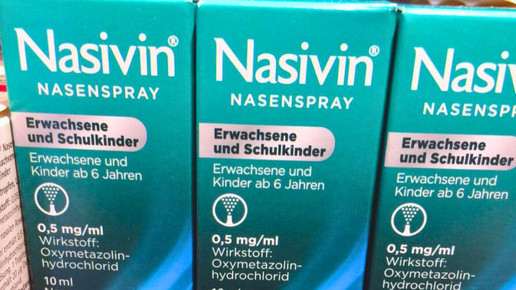 Nasivin®
NASENSPRAY
Erwachsene
und Schulkinder
Erwachsene und
Kinder ab 6 Jahren
0,5 mg/ml
Wirkstoff:
Oxymetazolin-
hydrochlorid
10 ml
Nasivin®
NASENSPRAY
Erwachsene
und Schulkinder
Erwachsene und
Kinder ab 6 Jahren
0,5 mg/ml
Wirkstoff:
Oxymetazolin-
hydrochlorid
Nasivi
NASENSP
Erwachsene
und Schulkinder
Erwachsene und
Kinder ab 6 Jahren
0,5 mg/ml
Wirkstoff:
Oxymetazolin-
hydrochlorid